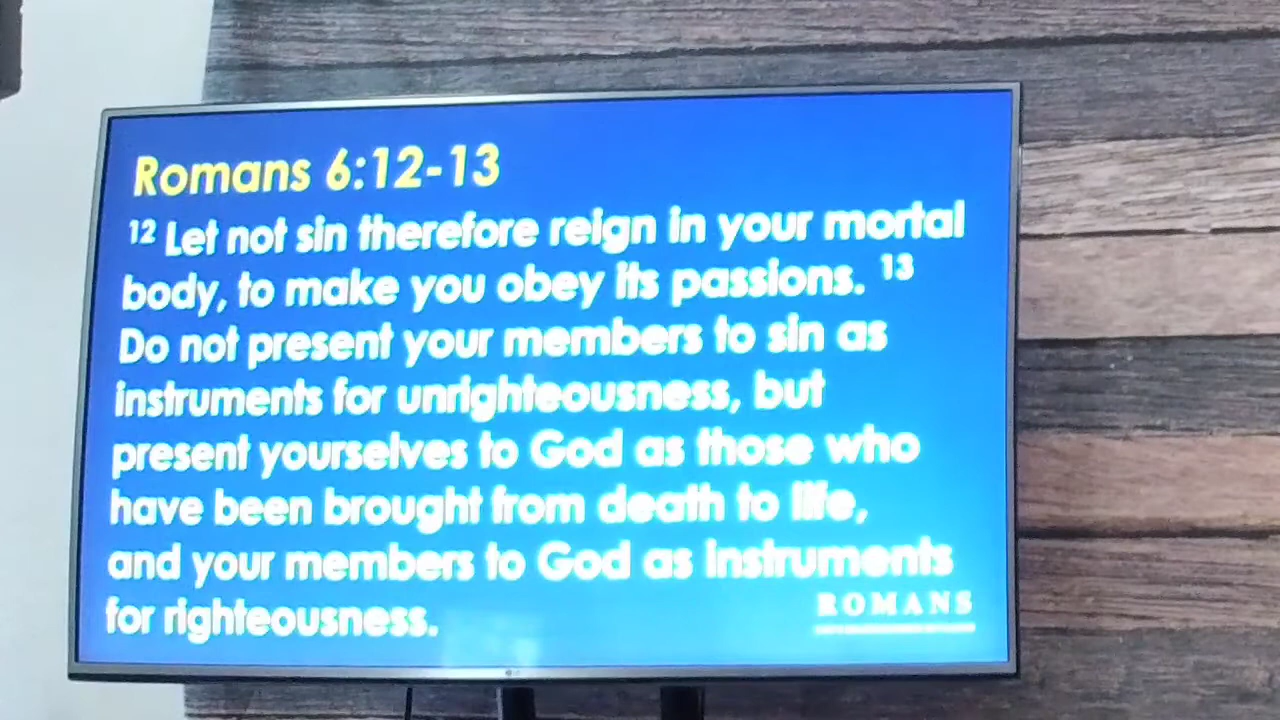 Romans 6:12-13
12 Let not sin therefore reign in your mortal
body, to make you obey its passions. 13
Do not present your members to sin as
instruments for unrighteousness, but
present yourselves to God as those who
have been brought from death to life,
and your members to God as instruments
for righteousness.
ROMANS